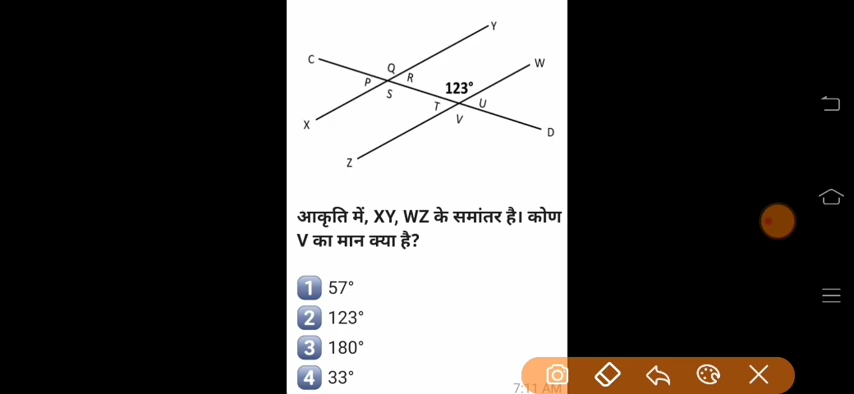 Y
C
Q
W
P
R
123°
S
T
U
X
V
D
Z
आकृति में, XY, WZ के समांतर है। कोण
V का मान क्या है?
1 57°
2 123°
3 180°
4 33°
7:11 AM